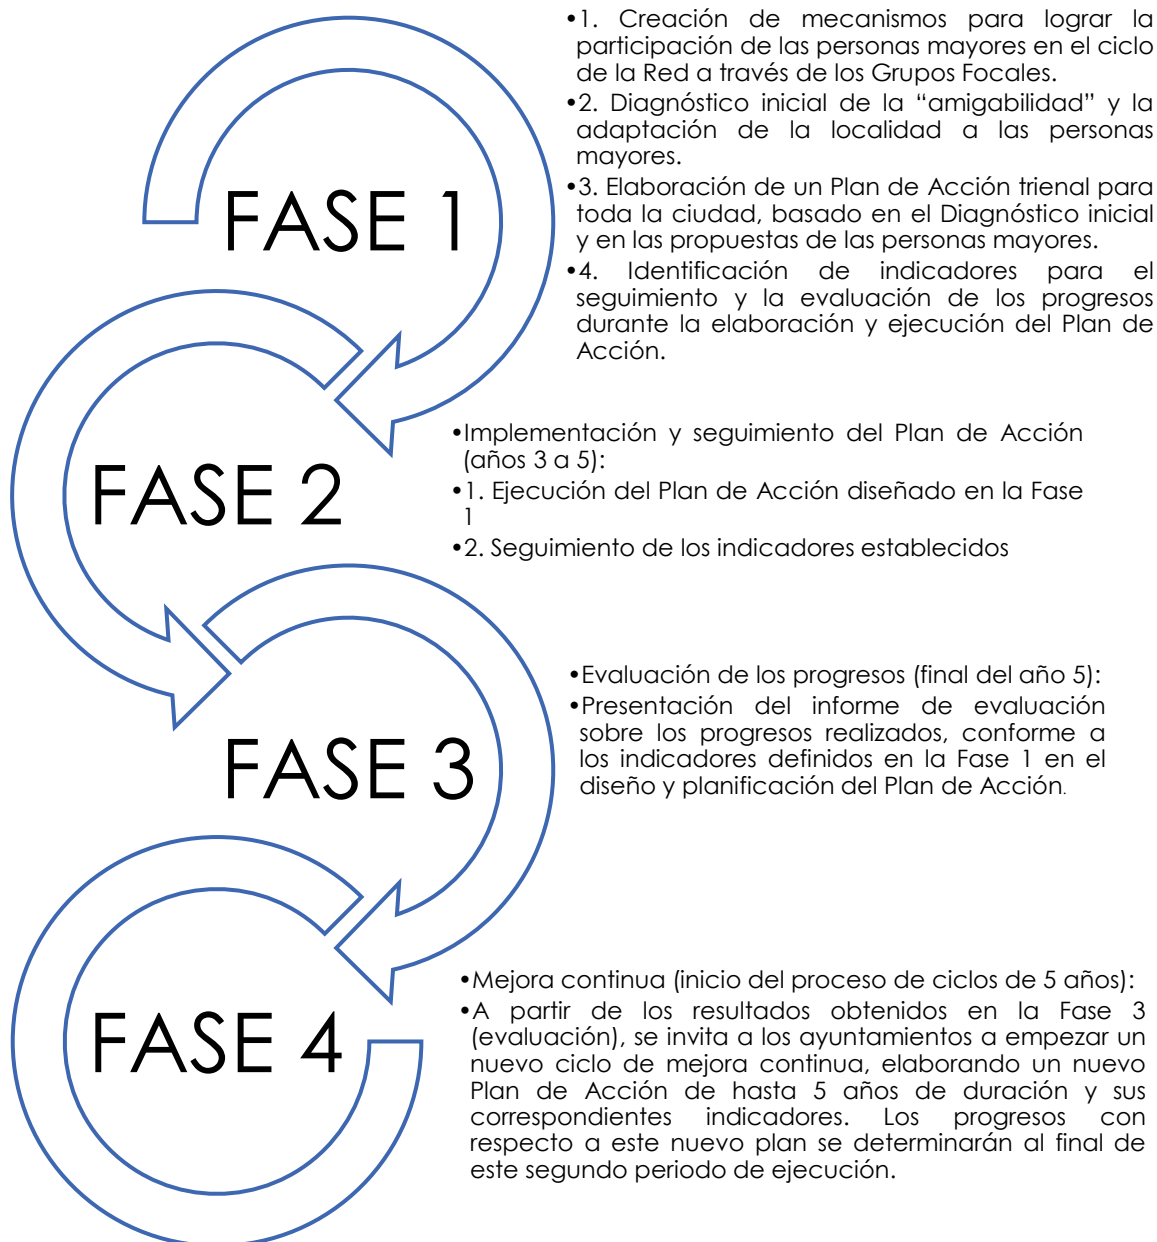 FASE 1
•1. Creación de mecanismos para lograr la
participación de las personas mayores en el ciclo
de la Red a través de los Grupos Focales.
•2. Diagnóstico inicial de la “amigabilidad” y la
adaptación de la localidad a las personas
mayores.
•3. Elaboración de un Plan de Acción trienal para
toda la ciudad, basado en el Diagnóstico inicial
y en las propuestas de las personas mayores.
•4. Identificación de indicadores para el
seguimiento y la evaluación de los progresos
durante la elaboración y ejecución del Plan de
Acción.
FASE 2
•Implementación y seguimiento del Plan de Acción
(años 3 a 5):
•1. Ejecución del Plan de Acción diseñado en la Fase
1
•2. Seguimiento de los indicadores establecidos
FASE 3
•Evaluación de los progresos (final del año 5):
•Presentación del informe de evaluación
sobre los progresos realizados, conforme a
los indicadores definidos en la Fase 1 en el
diseño y planificación del Plan de Acción.
FASE 4
•Mejora continua (inicio del proceso de ciclos de 5 años):
•A partir de los resultados obtenidos en la Fase 3
(evaluación), se invita a los ayuntamientos a empezar un
nuevo ciclo de mejora continua, elaborando un nuevo
Plan de Acción de hasta 5 años de duración y sus
correspondientes indicadores. Los progresos con
respecto a este nuevo plan se determinarán al final de
este segundo periodo de ejecución.